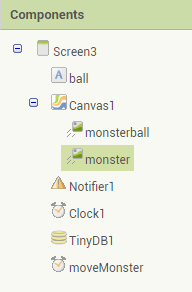 Components
Screen3
A ball
Canvas1
monsterball
monster
Notifier1
Clock1
TinyDB1
moveMonster